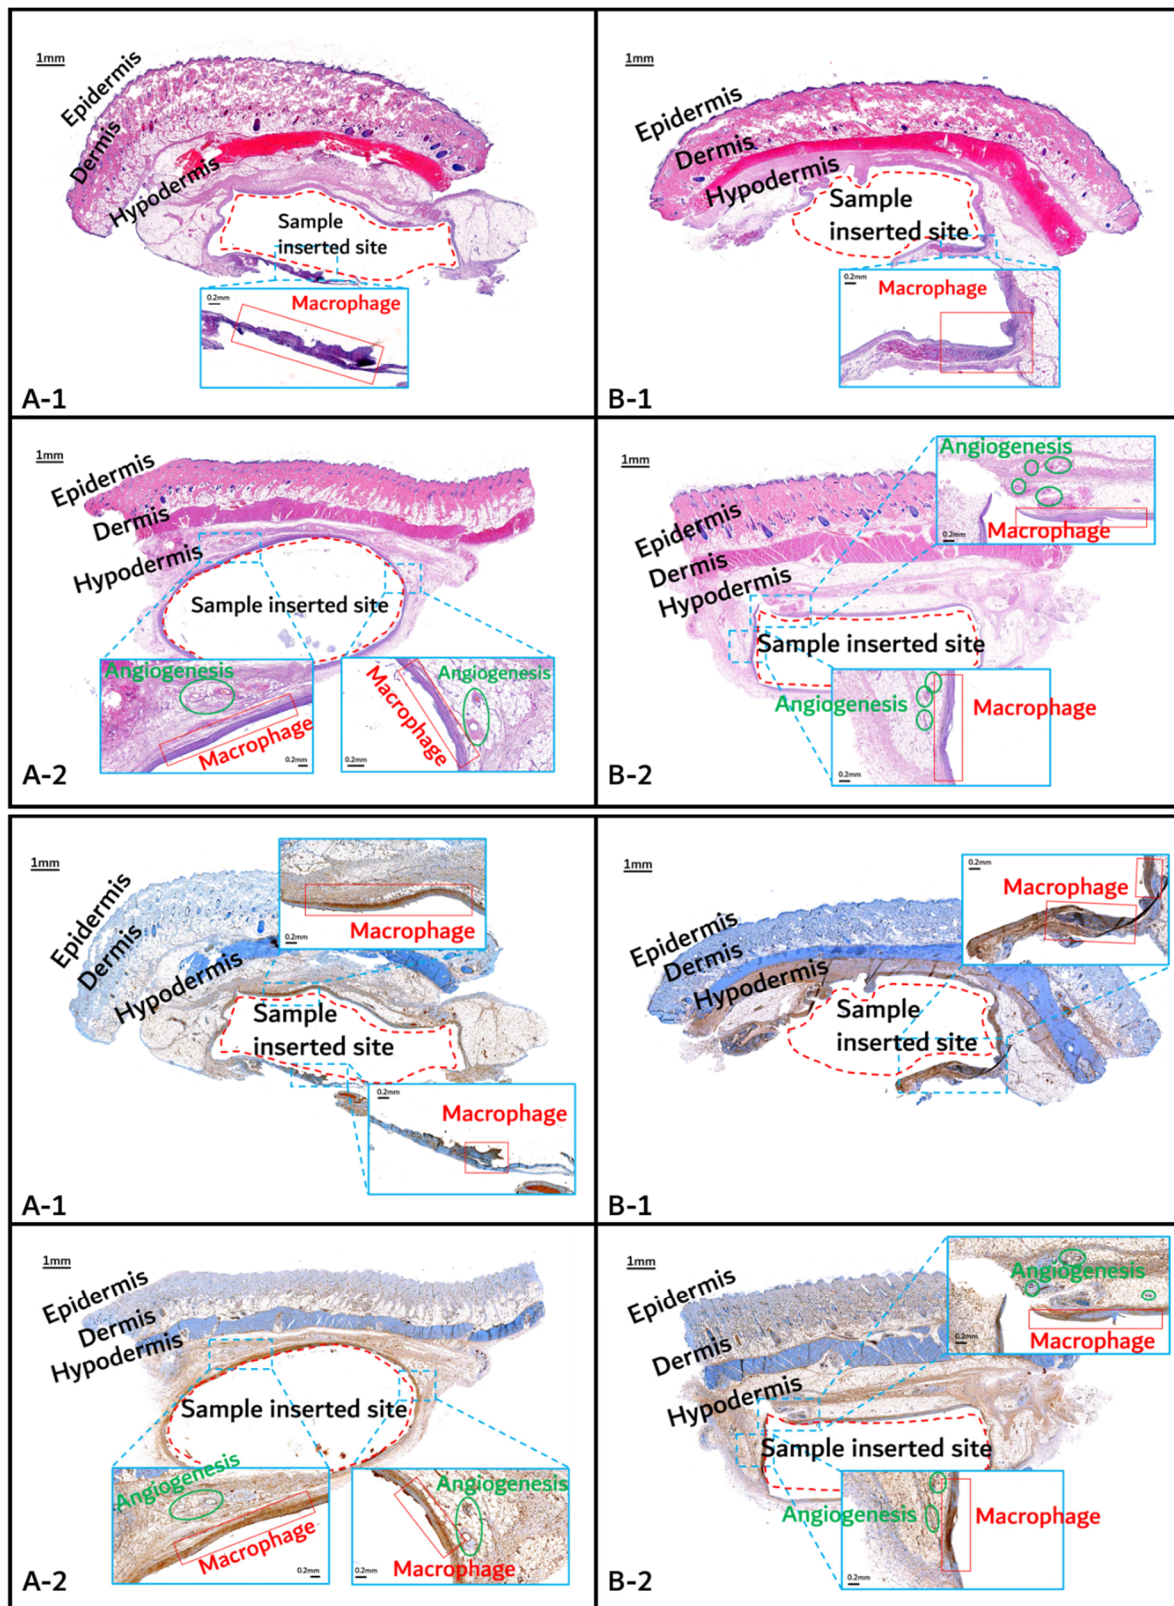 1mm
Epidermis
Dermis
Hypodermis
Sample
inserted site
0.2mm
Macrophage
A-1
1mm
Epidermis
Dermis
Hypodermis
Sample
inserted site
0.2mm
Macrophage
B-1
1mm
Epidermis
Dermis
Hypodermis
Sample inserted site
Angiogenesis
Macrophage
0.2mm
Angiogenesis
Macrophage
0.2mm
A-2
1mm
Epidermis
Dermis
Hypodermis
Angiogenesis
Macrophage
0.2mm
Sample inserted site
Angiogenesis
Macrophage
0.2mm
B-2
1mm
Epidermis
Dermis
Hypodermis
Macrophage
0.2mm
Sample
inserted site
0.2mm
Macrophage
A-1
1mm
Epidermis
Dermis
Hypodermis
0.2mm
Macrophage
Sample
inserted site
B-1
1mm
Epidermis
Dermis
Hypodermis
Sample inserted site
Angiogenesis
Macrophage
0.2mm
Angiogenesis
Macrophage
0.2mm
A-2
1mm
Epidermis
Dermis
Hypodermis
Angiogenesis
0.2mm
Macrophage
Sample inserted site
Angiogenesis
Macrophage
0.2mm
B-2